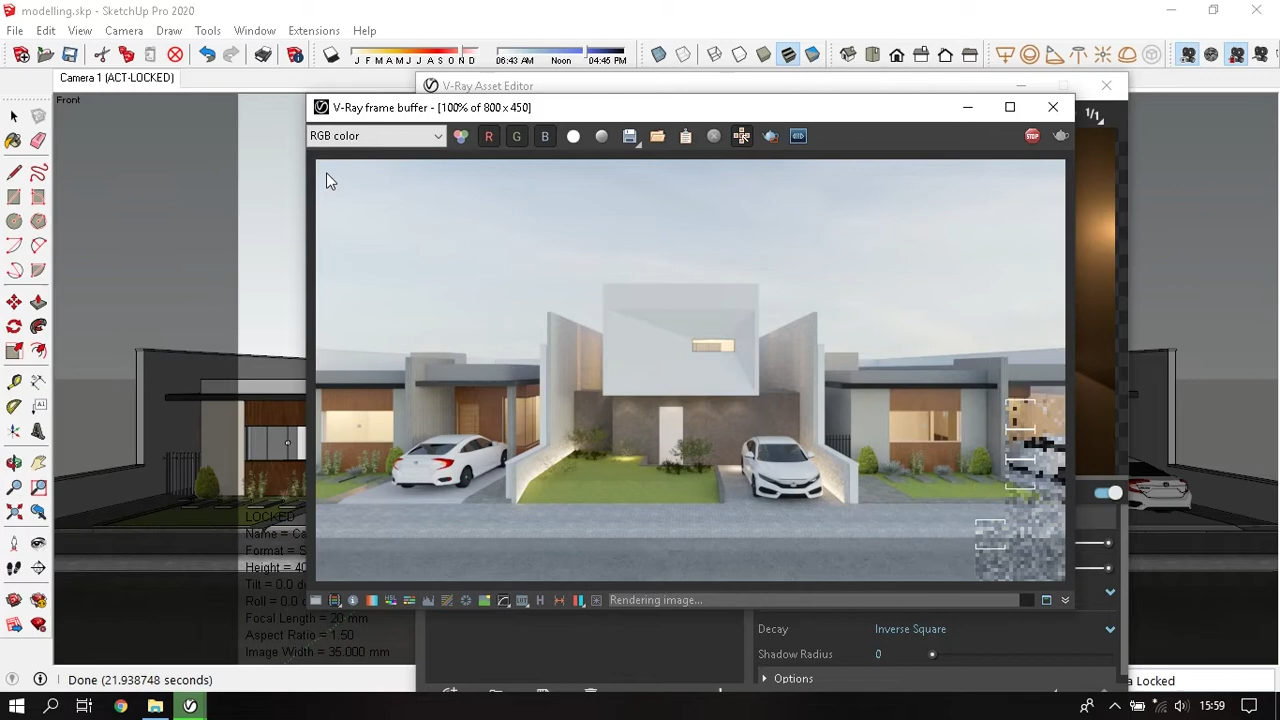 modelling.skp - SketchUp Pro 2020
File Edit View Camera Draw Tools Window Extensions Help
J F M A M J J A S O N D
06:43 AM Noon 04:45 PM
Camera 1 (ACT-LOCKED)
V-Ray Asset Editor
Front
V-Ray frame buffer - [100% of 800 x 450]
1/1
RGB color
R G B
STOP
LOCKED
Name = Ca
Format = S
Height = 40
Tilt = 0.0 d
Roll = 0.0
Focal Length = 20 mm
Aspect Ratio = 1.50
Image Width = 35.000 mm
HSL
H
Rendering image...
Decay Inverse Square
Shadow Radius 0
Options
Done (21.938748 seconds)
a Locked
15:59